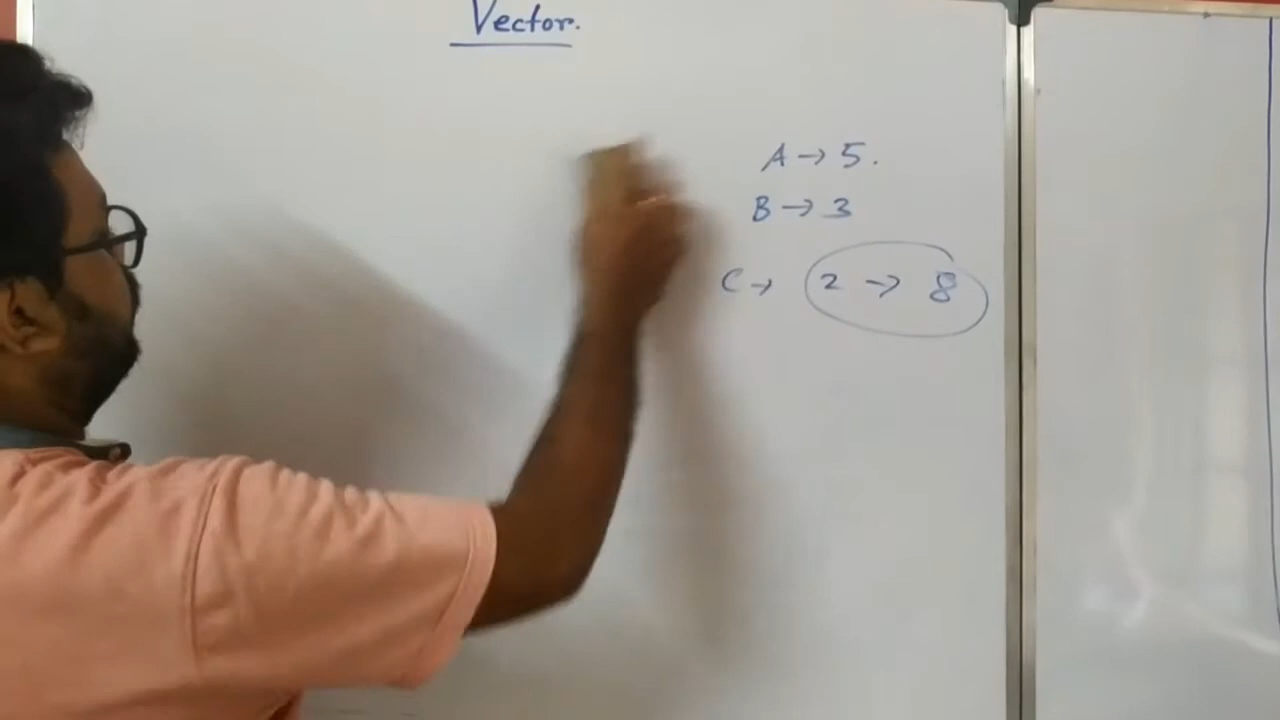 Vector.
A → 5.
B → 3
C → 2 → 8